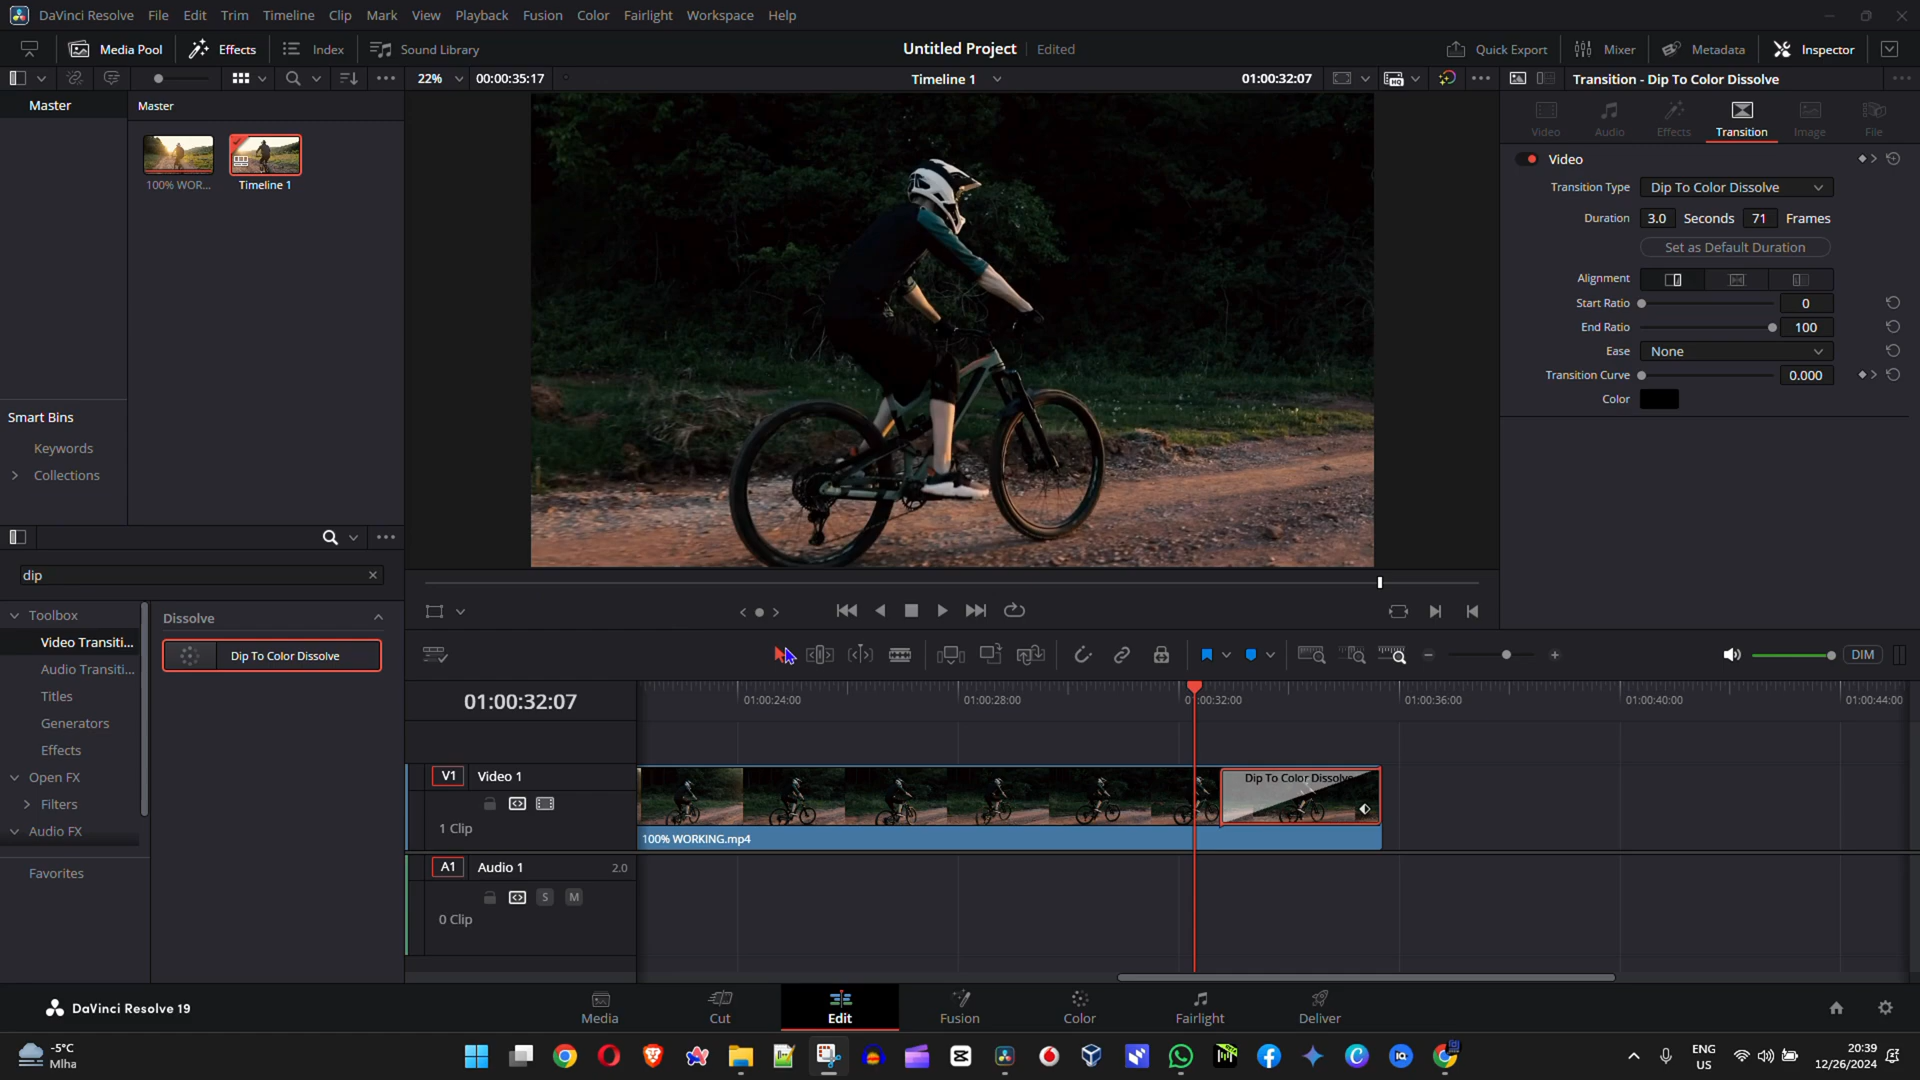 DaVinci Resolve File Edit Trim Timeline Clip Mark View Playback Fusion Color Fairlight Workspace Help
Media Pool Effects Index Sound Library Untitled Project Edited Quick Export Mixer Metadata Inspector
22% 00:00:35:17 Timeline 1 01:00:32:07 Transition - Dip To Color Dissolve
Master Master
100% WOR... Timeline 1
Video Audio Effects Transition Image File
Video
Transition Type Dip To Color Dissolve
Duration 3.0 Seconds 71 Frames
Set as Default Duration
Alignment
Start Ratio 0
End Ratio 100
Ease None
Transition Curve 0.000
Color
Smart Bins
Keywords
Collections
dip
Toolbox
Video Transiti...
Audio Transiti...
Titles
Generators
Effects
Open FX
Filters
Audio FX
Favorites
Dissolve
Dip To Color Dissolve
DIM
01:00:32:07 01:00:24:00 01:00:28:00 01:00:32:00 01:00:36:00 01:00:40:00 01:00:44:00
V1 Video 1
1 Clip
Dip To Color Dissolve
100% WORKING.mp4
A1 Audio 1 2.0
S M
0 Clip
DaVinci Resolve 19
Media Cut Edit Fusion Color Fairlight Deliver
-5°C
Mlha
ENG
US
20:39
12/26/2024